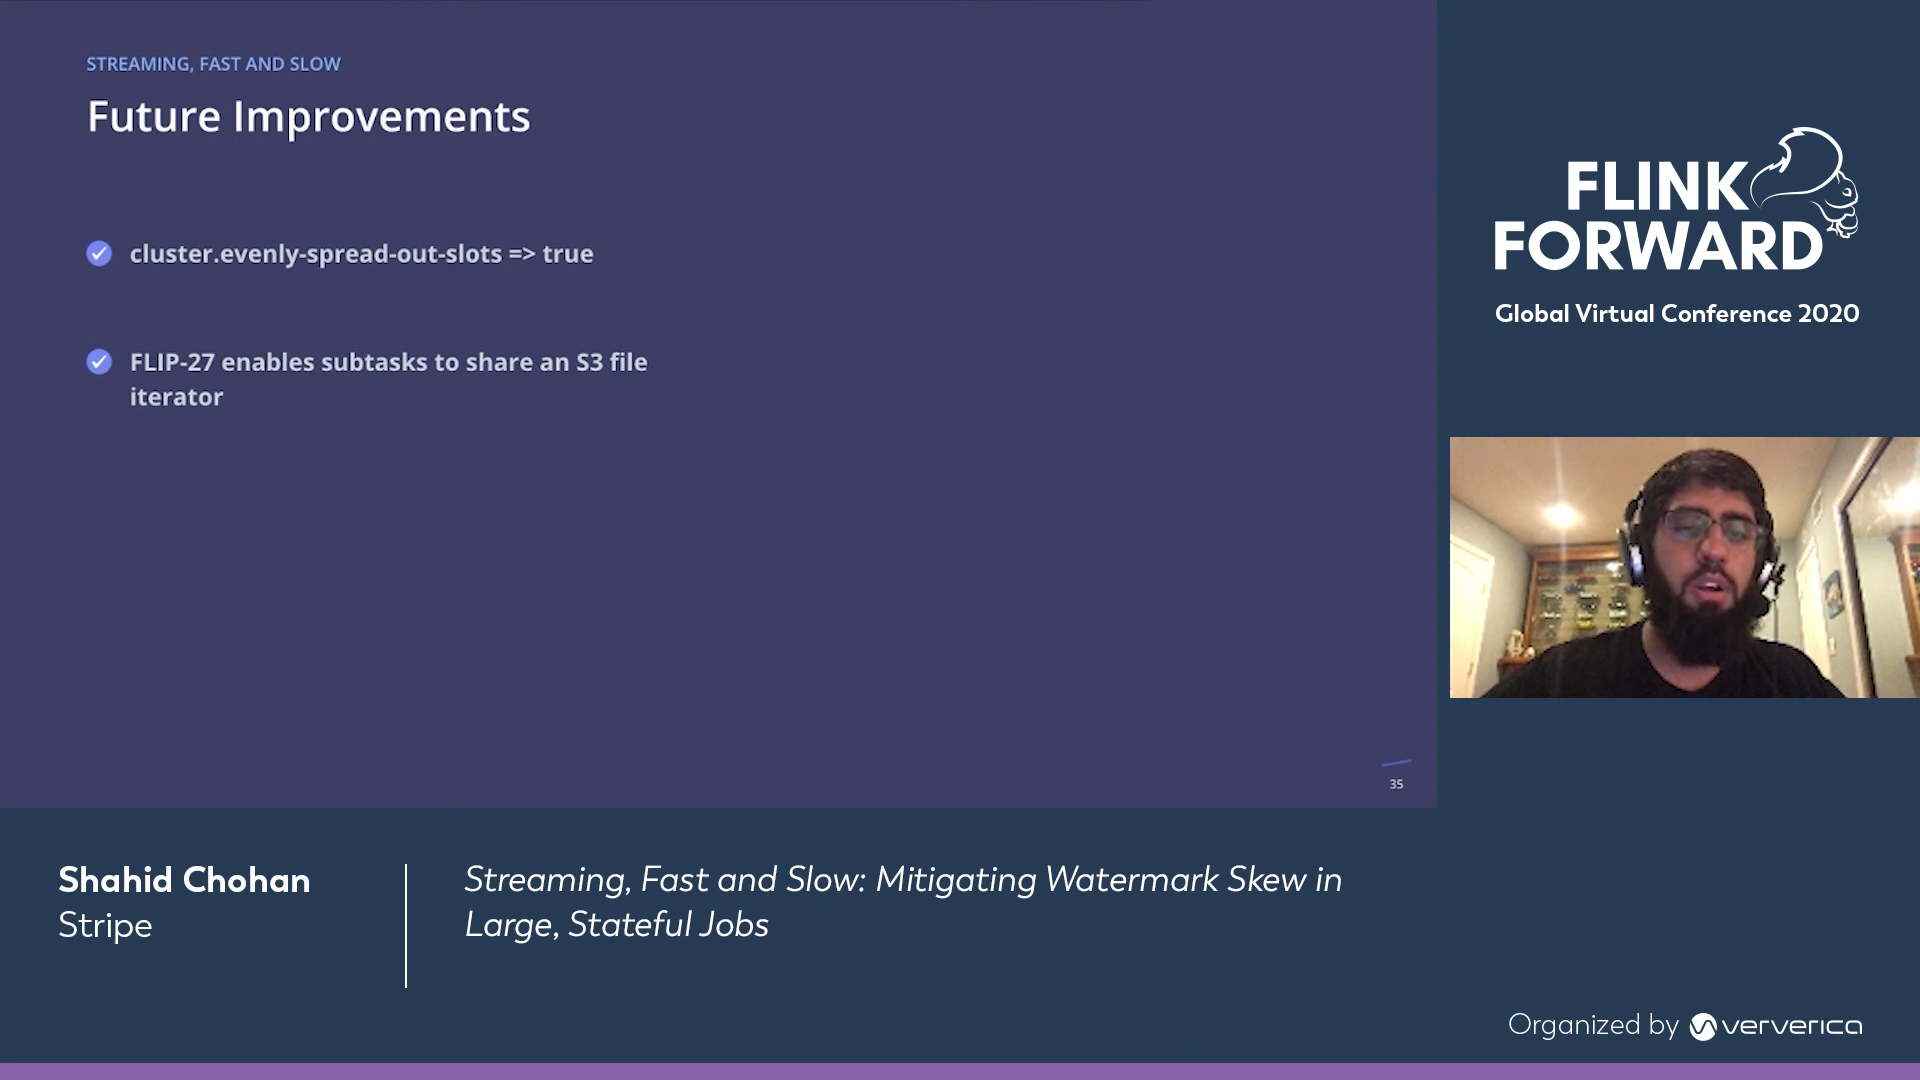 STREAMING, FAST AND SLOW
Future Improvements
cluster.evenly-spread-out-slots => true
FLIP-27 enables subtasks to share an S3 file
iterator
35
FLINK
FORWARD
Global Virtual Conference 2020
Shahid Chohan
Stripe
Streaming, Fast and Slow: Mitigating Watermark Skew in
Large, Stateful Jobs
Organized by ververica